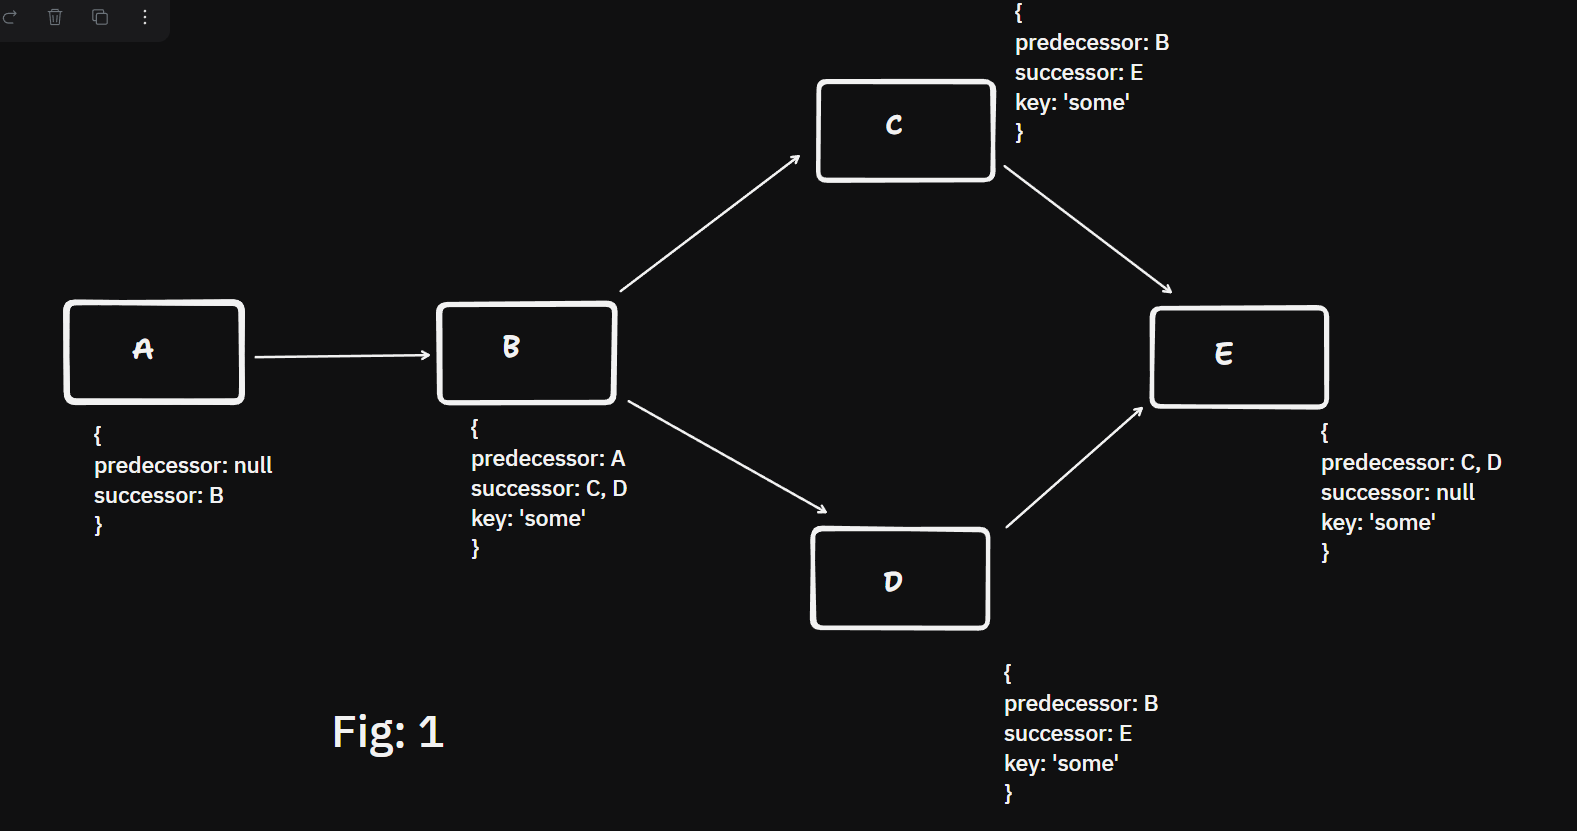 {
predecessor: B
successor: E
key: 'some'
}
C
A
B
E
{
predecessor: null
successor: B
}
{
predecessor: A
successor: C, D
key: 'some'
}
{
predecessor: C, D
successor: null
key: 'some'
}
D
{
predecessor: B
successor: E
key: 'some'
}
Fig: 1